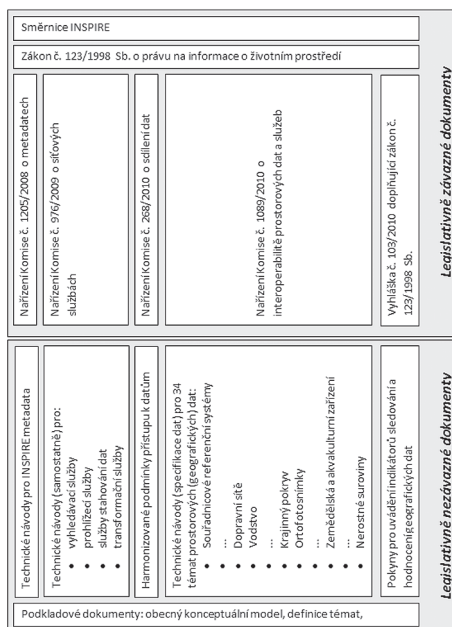 Směrnice INSPIRE
Zákon č. 123/1998 Sb. o právu na informace o životním prostředí
Nařízení Komise č. 1205/2008 o metadatech
Nařízení Komise č. 976/2009 o síťových
službách
Nařízení Komise č. 268/2010 o sdílení dat
Nařízení Komise č. 1089/2010 o
interoperabilitě prostorových dat a služeb
Vyhláška č. 103/2010 doplňující zákon č.
123/1998 Sb.
Legislativně závazné dokumenty
Technické návody pro INSPIRE metadata
Technické návody (samostatně) pro:
• vyhledávací služby
• prohlížecí služby
• služby stahování dat
• transformační služby
Harmonizované podmínky přístupu k datům
Technické návody (specifikace dat) pro 34
témat prostorových (geografických) dat:
• Souřadnicové referenční systémy
• ...
• Dopravní sítě
• Vodstvo
• ...
• Krajinný pokryv
• Ortofotosnímky
• ...
• Zemědělská a akvakulturní zařízení
• ...
• Nerostné suroviny
Pokyny pro uvádění indikátorů sledování a
hodnocení geografických dat
Legislativně nezávazné dokumenty
Podkladové dokumenty: obecný konceptuální model, definice témat,